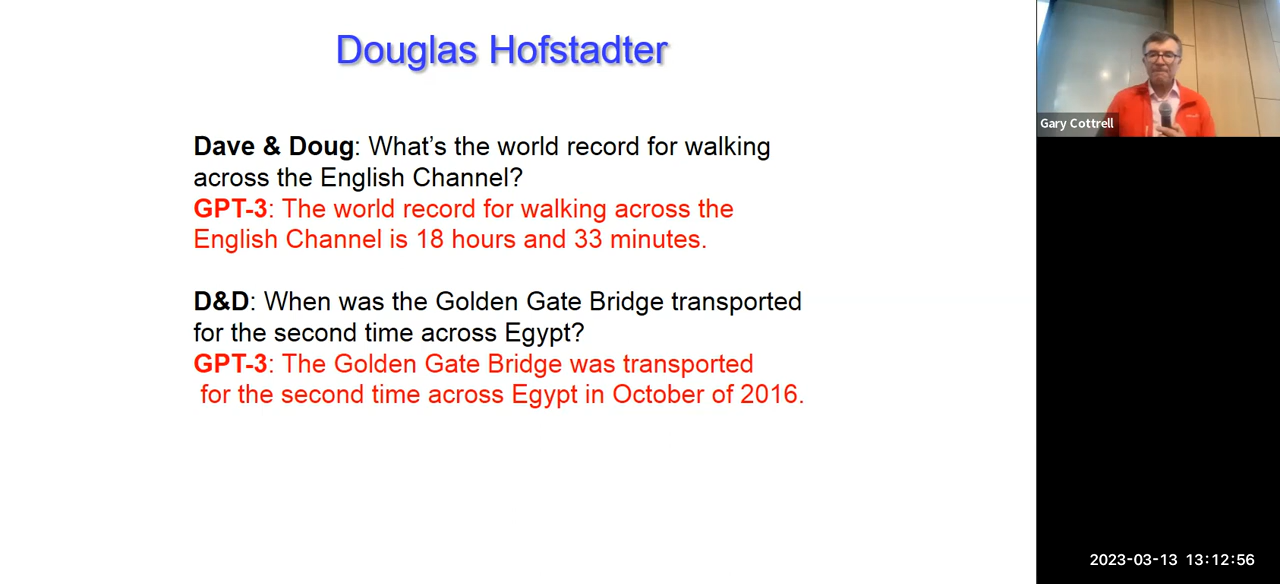 Douglas Hofstadter
Dave & Doug: What’s the world record for walking
across the English Channel?
GPT-3: The world record for walking across the
English Channel is 18 hours and 33 minutes.
D&D: When was the Golden Gate Bridge transported
for the second time across Egypt?
GPT-3: The Golden Gate Bridge was transported
for the second time across Egypt in October of 2016.
Gary Cottrell
2023-03-13 13:12:56